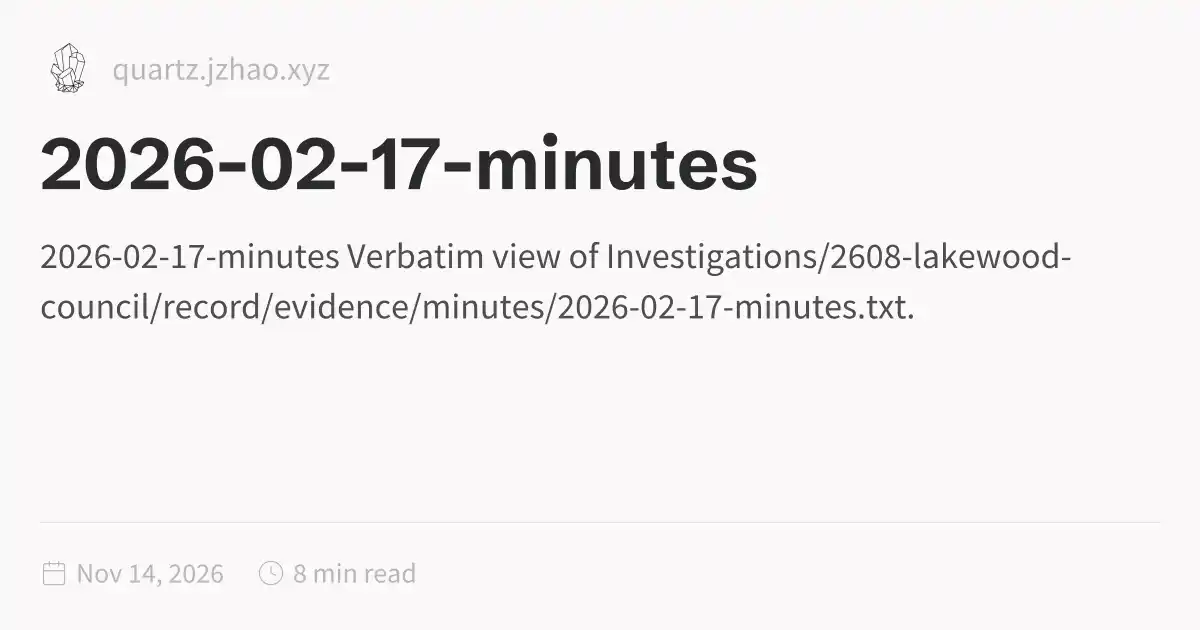 quartz.jzhao.xyz
2026-02-17-minutes
2026-02-17-minutes Verbatim view of Investigations/2608-lakewood-
council/record/evidence/minutes/2026-02-17-minutes.txt.
Nov 14, 2026 8 min read